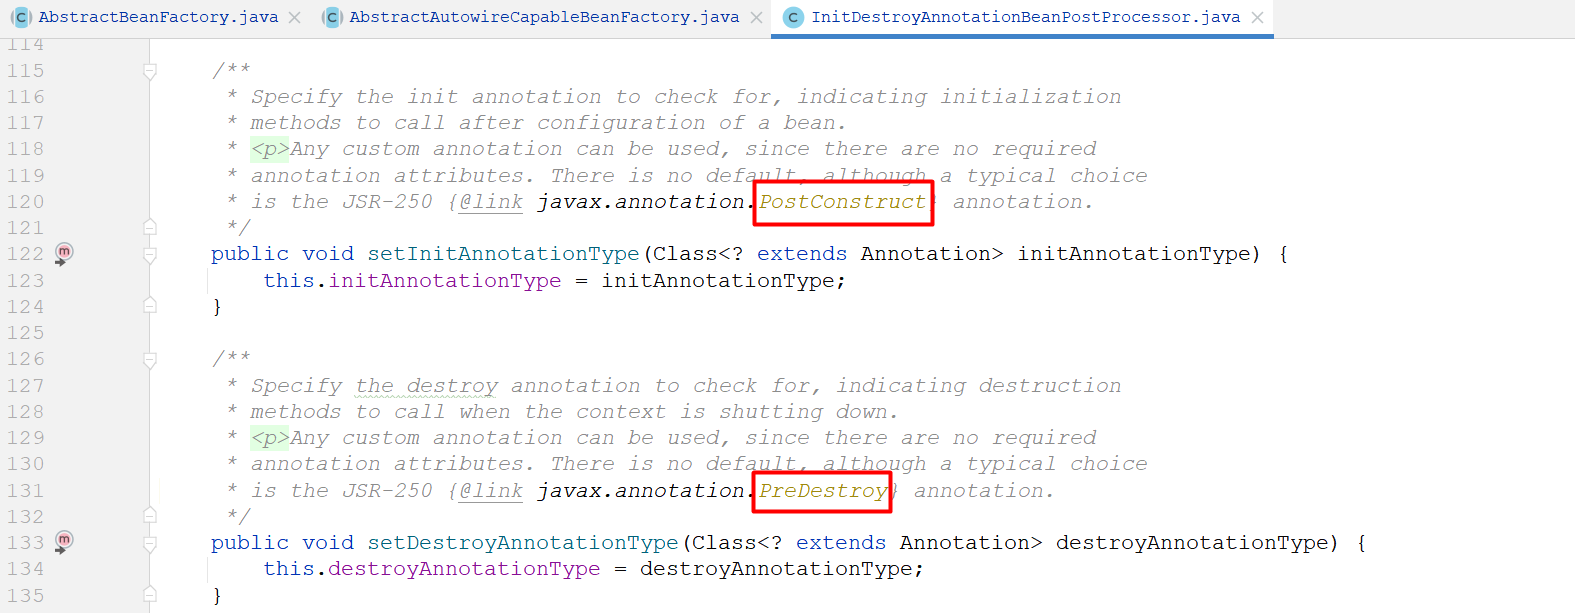 AbstractBeanFactory.java AbstractAutowireCapableBeanFactory.java InitDestroyAnnotationBeanPostProcessor.java
114
115 /**
116 * Specify the init annotation to check for, indicating initialization
117 * methods to call after configuration of a bean.
118 * <p>Any custom annotation can be used, since there are no required
119 * annotation attributes. There is no default, although a typical choice
120 * is the JSR-250 {@link javax.annotation.PostConstruct} annotation.
121 */
122 public void setInitAnnotationType(Class<? extends Annotation> initAnnotationType) {
123 this.initAnnotationType = initAnnotationType;
124 }
125
126 /**
127 * Specify the destroy annotation to check for, indicating destruction
128 * methods to call when the context is shutting down.
129 * <p>Any custom annotation can be used, since there are no required
130 * annotation attributes. There is no default, although a typical choice
131 * is the JSR-250 {@link javax.annotation.PreDestroy} annotation.
132 */
133 public void setDestroyAnnotationType(Class<? extends Annotation> destroyAnnotationType) {
134 this.destroyAnnotationType = destroyAnnotationType;
135 }